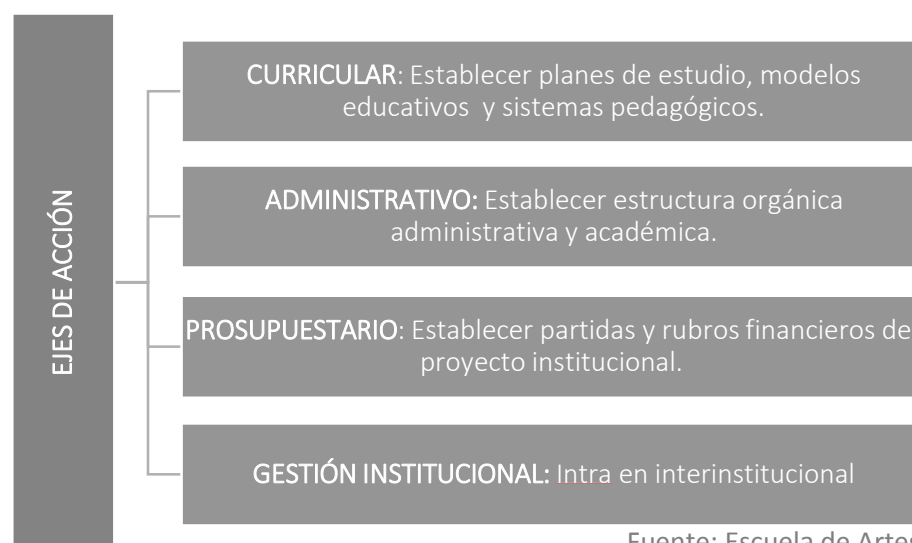 EJES DE ACCIÓN
CURRICULAR: Establecer planes de estudio, modelos
educativos y sistemas pedagógicos.
ADMINISTRATIVO: Establecer estructura orgánica
administrativa y académica.
PROSUPUESTARIO: Establecer partidas y rubros financieros de
proyecto institucional.
GESTIÓN INSTITUCIONAL: Intra en interinstitucional
Fuente: Escuela de Artes